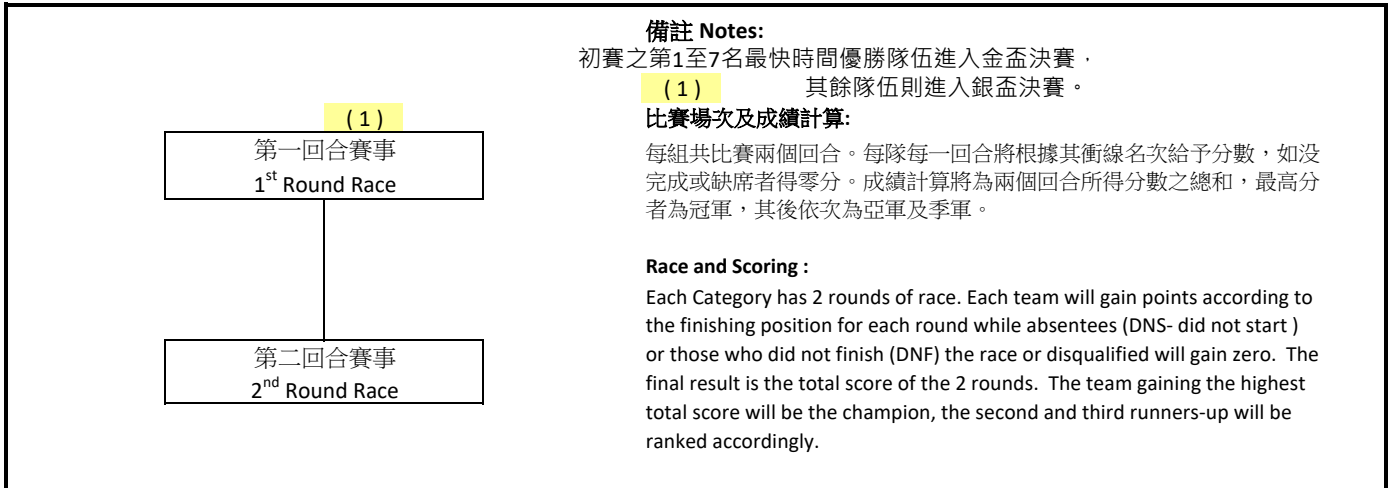 ( 1 )
第一回合賽事
1st Round Race
第二回合賽事
2nd Round Race
備註 Notes:
初賽之第1至7名最快時間優勝隊伍進入金盃決賽，
( 1 ) 其餘隊伍則進入銀盃決賽。
比賽場次及成績計算:
每組共比賽兩個回合。每隊每一回合將根據其衝線名次給予分數，如没
完成或缺席者得零分。成績計算將為兩個回合所得分數之總和，最高分
者為冠軍，其後依次為亞軍及季軍。
Race and Scoring :
Each Category has 2 rounds of race. Each team will gain points according to
the finishing position for each round while absentees (DNS- did not start )
or those who did not finish (DNF) the race or disqualified will gain zero.  The
final result is the total score of the 2 rounds.  The team gaining the highest
total score will be the champion, the second and third runners-up will be
ranked accordingly.